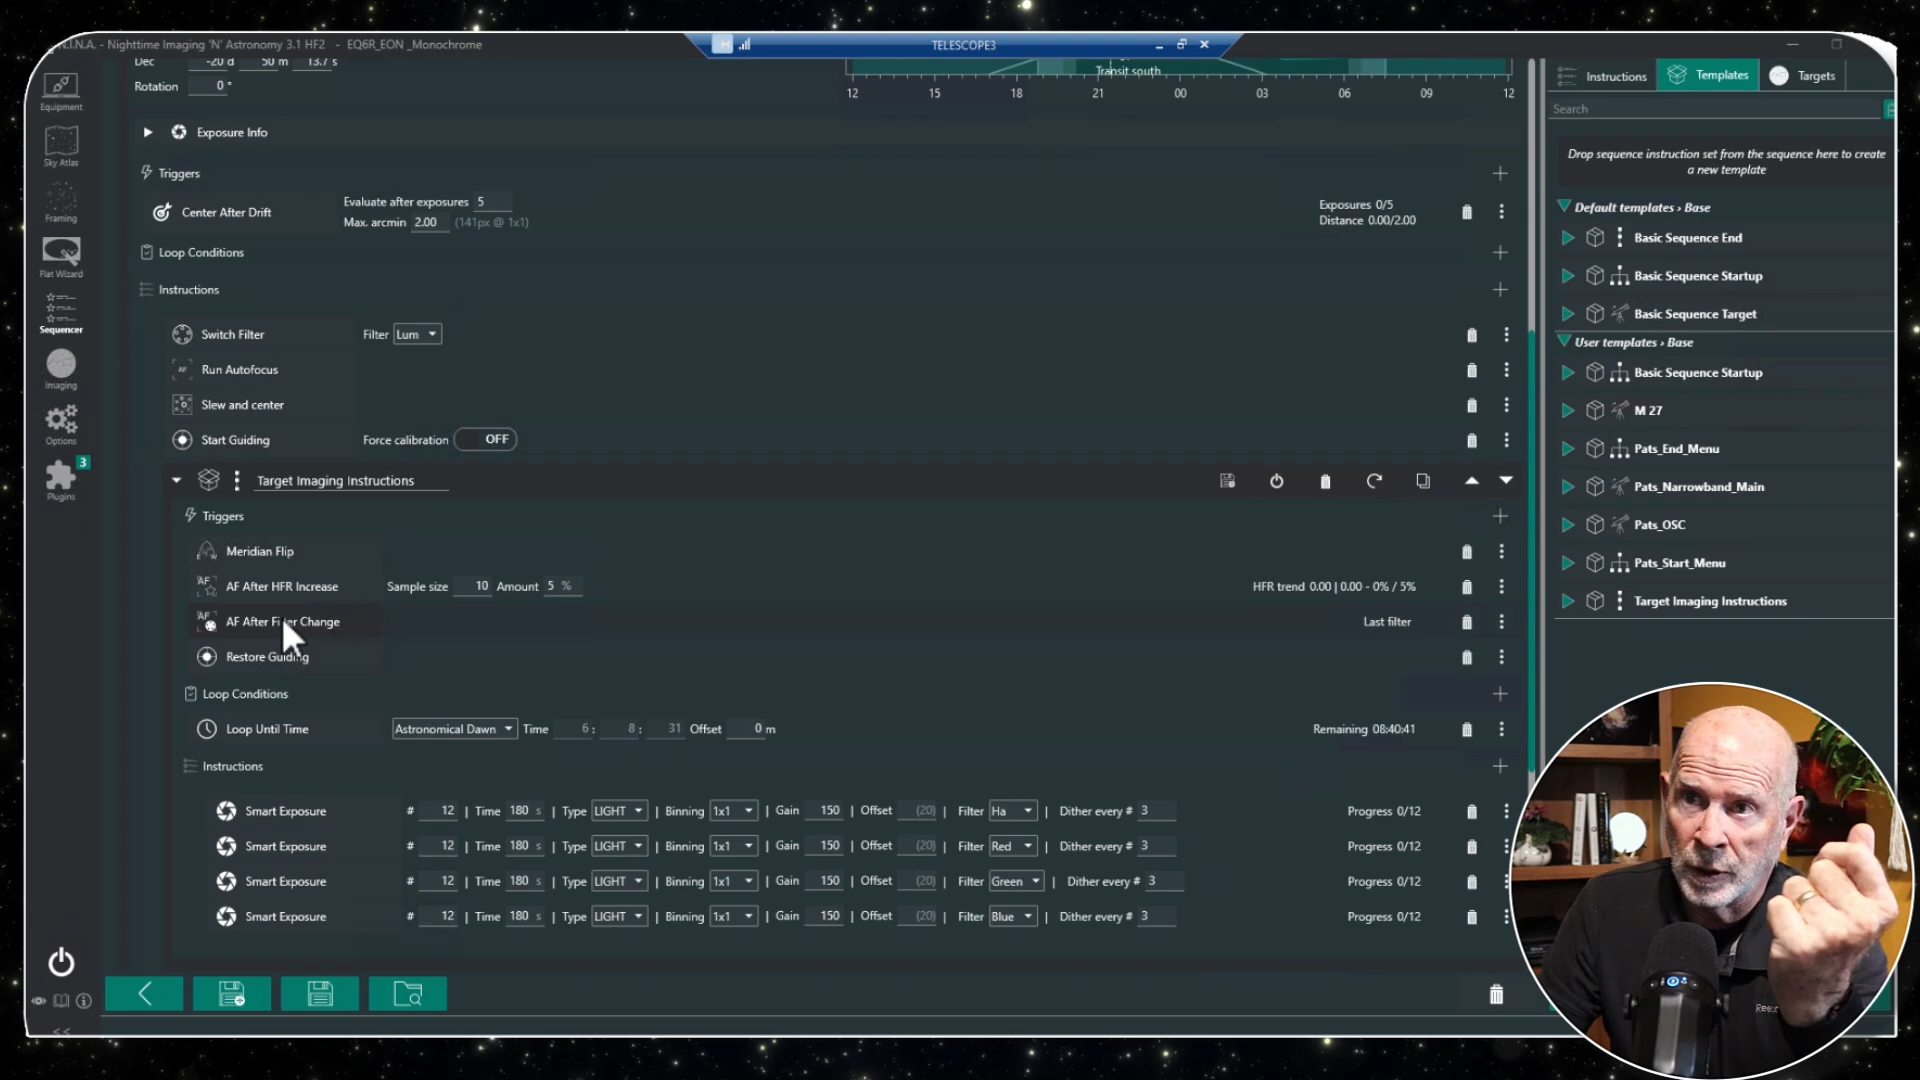 N.I.N.A. - Nighttime Imaging 'N' Astronomy 3.1 HF2 - EQ6R_EON _Monochrome
TELESCOPE3
Equipment
Sky Atlas
Framing
Flat Wizard
Sequencer
Imaging
Options
3
Plugins
<<
Dec -20 d 50 m 13.7 s
Rotation 0 °
Transit south
12 15 18 21 00 03 06 09 12
Exposure Info
Triggers
Center After Drift
Evaluate after exposures 5
Max. arcmin 2.00 (141px @ 1x1)
Exposures 0/5
Distance 0.00/2.00
Loop Conditions
Instructions
Switch Filter Filter Lum
Run Autofocus
Slew and center
Start Guiding Force calibration OFF
Target Imaging Instructions
Triggers
Meridian Flip
AF After HFR Increase Sample size 10 Amount 5 % HFR trend 0.00 | 0.00 - 0% / 5%
AF After Filter Change Last filter
Restore Guiding
Loop Conditions
Loop Until Time Astronomical Dawn Time 6: 8: 31 Offset 0 m Remaining 08:40:41
Instructions
Smart Exposure # 12 | Time 180 s | Type LIGHT | Binning 1x1 | Gain 150 | Offset (20) | Filter Ha | Dither every # 3 Progress 0/12
Smart Exposure # 12 | Time 180 s | Type LIGHT | Binning 1x1 | Gain 150 | Offset (20) | Filter Red | Dither every # 3 Progress 0/12
Smart Exposure # 12 | Time 180 s | Type LIGHT | Binning 1x1 | Gain 150 | Offset (20) | Filter Green | Dither every # 3 Progress 0/12
Smart Exposure # 12 | Time 180 s | Type LIGHT | Binning 1x1 | Gain 150 | Offset (20) | Filter Blue | Dither every # 3 Progress 0/12
Instructions Templates Targets
Search
Drop sequence instruction set from the sequence here to create
a new template
Default templates › Base
Basic Sequence End
Basic Sequence Startup
Basic Sequence Target
User templates › Base
Basic Sequence Startup
M 27
Pats_End_Menu
Pats_Narrowband_Main
Pats_OSC
Pats_Start_Menu
Target Imaging Instructions